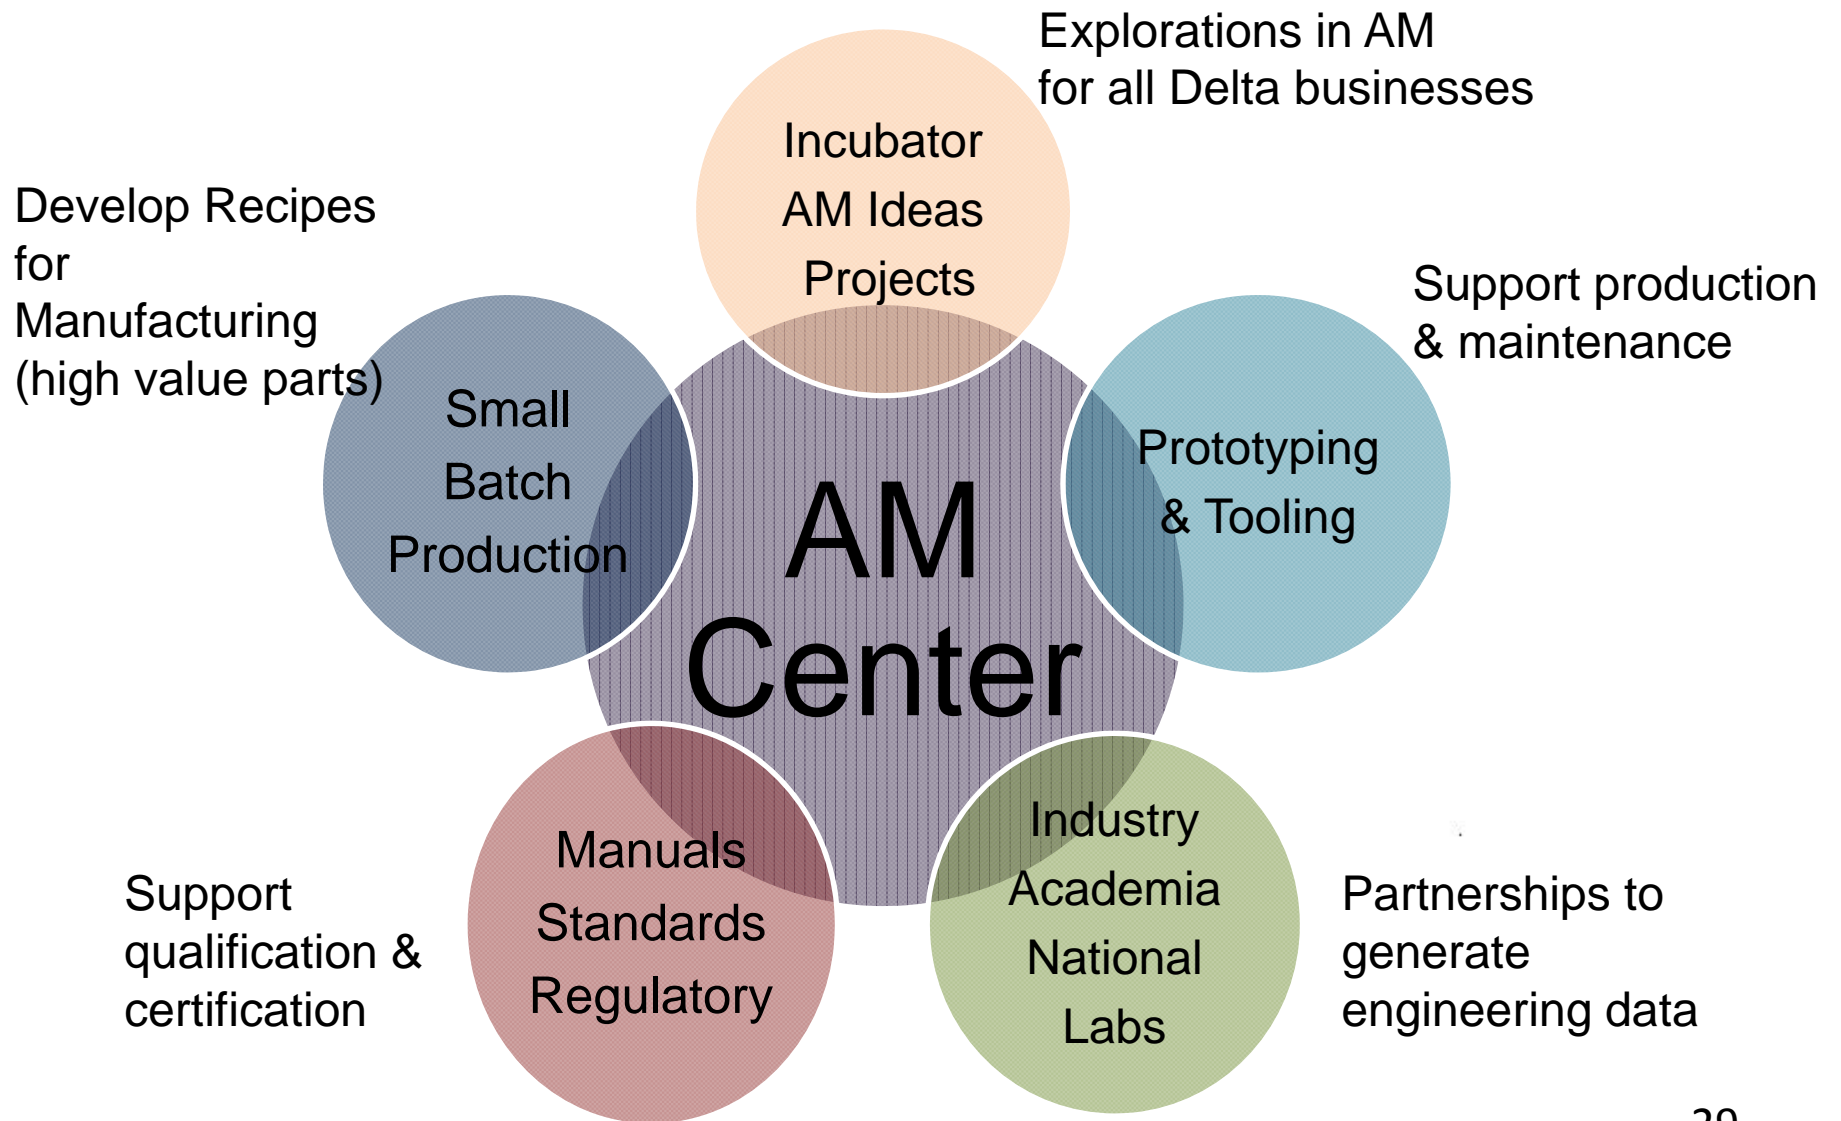 Explorations in AM
for all Delta businesses
Incubator
AM Ideas
Projects
Develop Recipes
for
Manufacturing
(high value parts)
Support production
& maintenance
Small
Batch
Production
Prototyping
& Tooling
AM
Center
Manuals
Standards
Regulatory
Industry
Academia
National
Labs
Support
qualification &
certification
Partnerships to
generate
engineering data